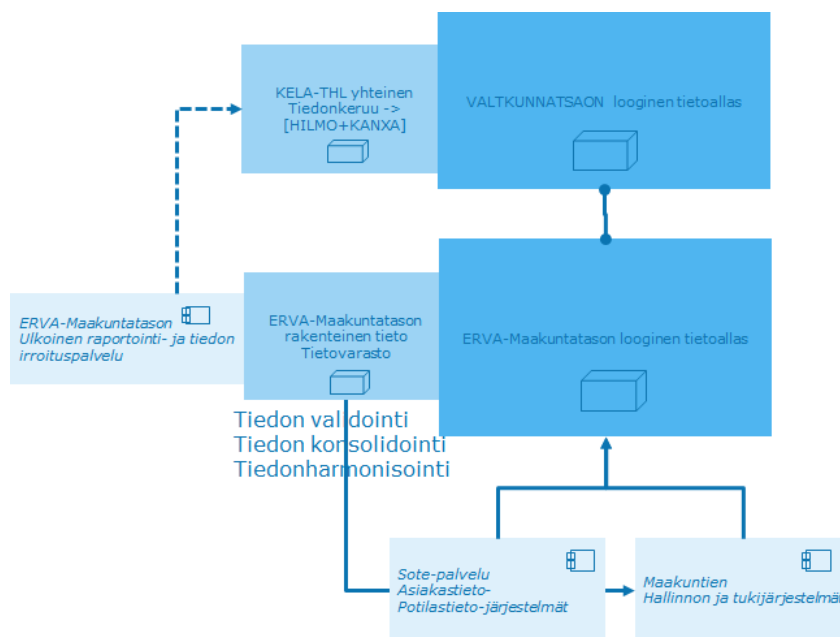 KELA-THL yhteinen
Tiedonkeruu ->
[HILMO+KANXA]
VALTKUNNATSAON looginen tietoallas
ERVA-Maakuntatason
Ulkoinen raportointi- ja tiedon
irroituspalvelu
ERVA-Maakuntatason
rakenteinen tieto
Tietovarasto
ERVA-Maakuntatason looginen tietoallas
Tiedon validointi
Tiedon konsolidointi
Tiedonharmonisointi
Sote-palvelu
Asiakastieto-
Potilastieto-järjestelmät
Maakuntien
Hallinnon ja tukijärjestelmät